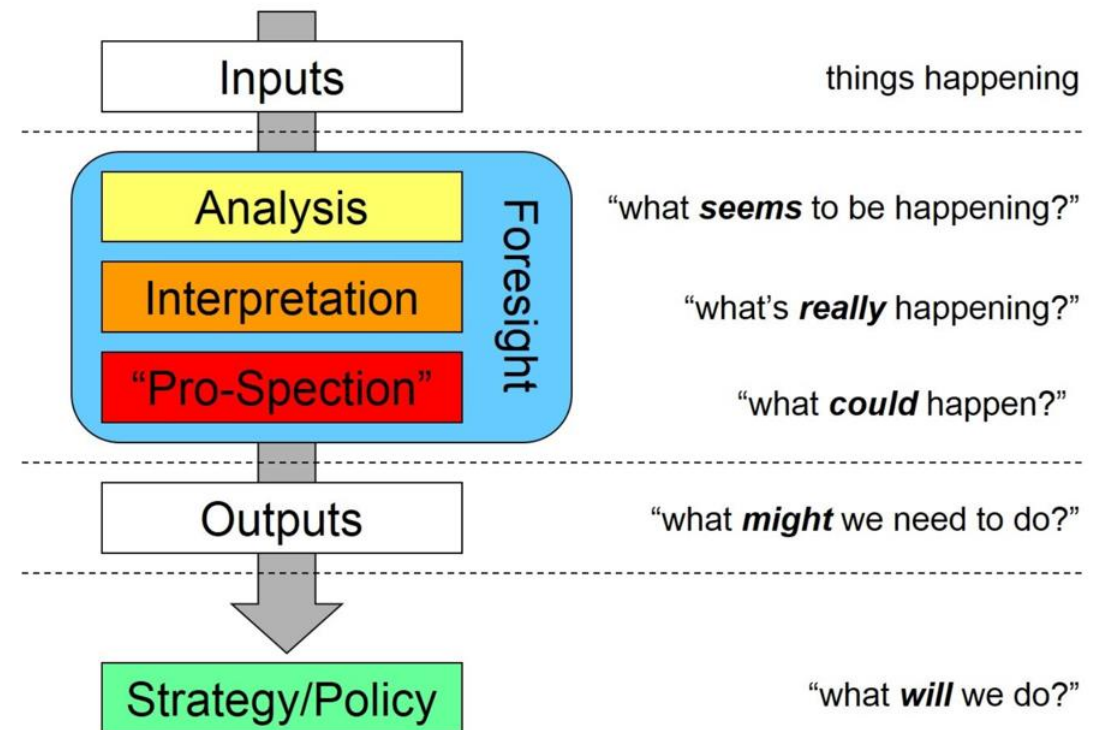 Inputs
things happening
Analysis
“what seems to be happening?”
Foresight
Interpretation
“what’s really happening?”
“Pro-Spection”
“what could happen?”
Outputs
“what might we need to do?”
Strategy/Policy
“what will we do?”